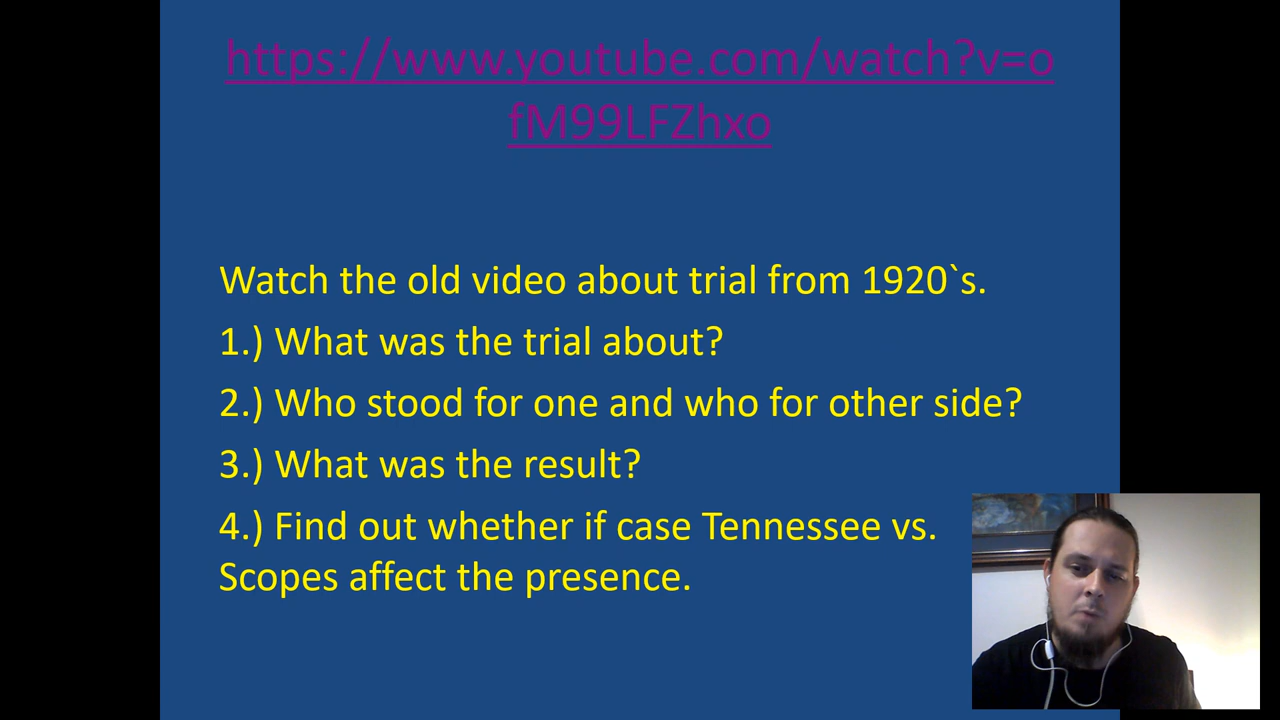 https://www.youtube.com/watch?v=o
fM99LFZhxo
Watch the old video about trial from 1920`s.
1.) What was the trial about?
2.) Who stood for one and who for other side?
3.) What was the result?
4.) Find out whether if case Tennessee vs.
Scopes affect the presence.